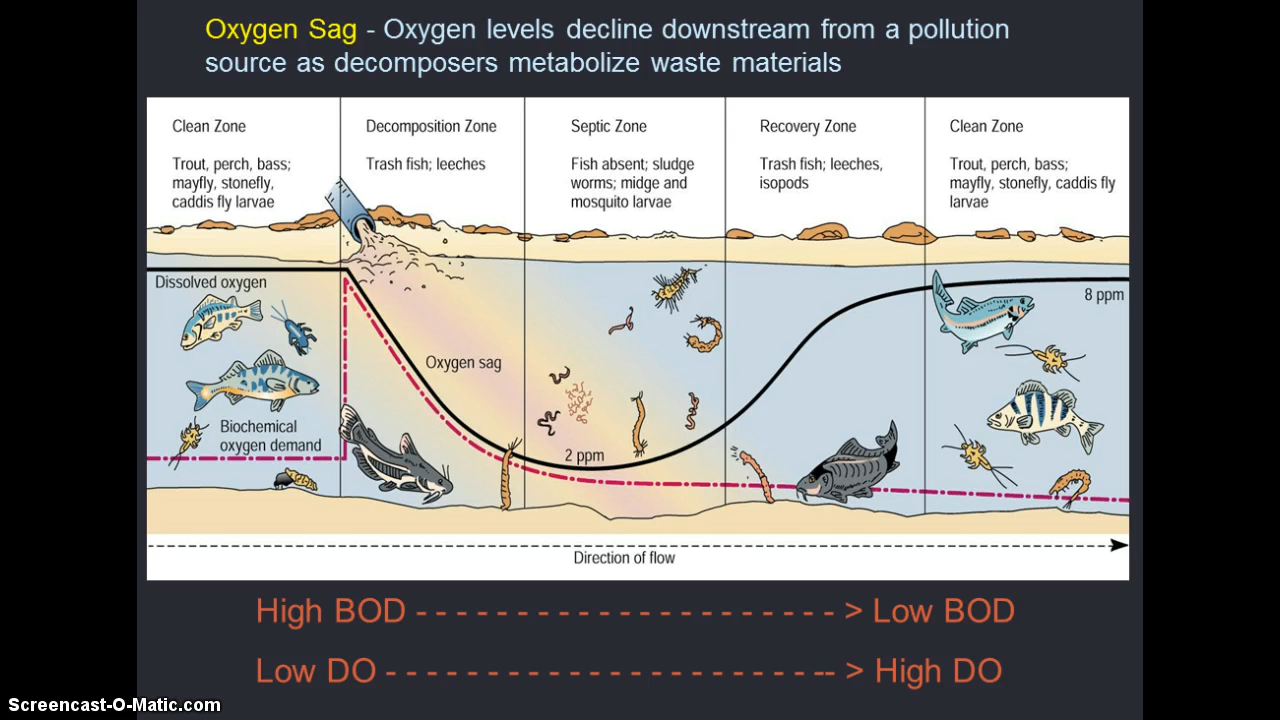 Oxygen Sag - Oxygen levels decline downstream from a pollution
source as decomposers metabolize waste materials
Clean Zone
Trout, perch, bass;
mayfly, stonefly,
caddis fly larvae
Decomposition Zone
Trash fish; leeches
Septic Zone
Fish absent; sludge
worms; midge and
mosquito larvae
Recovery Zone
Trash fish; leeches,
isopods
Clean Zone
Trout, perch, bass;
mayfly, stonefly, caddis fly
larvae
Dissolved oxygen
8 ppm
Oxygen sag
Biochemical
oxygen demand
2 ppm
Direction of flow
High BOD - - - - - - - - - - - - - - - - - - - - - - - > Low BOD
Low DO - - - - - - - - - - - - - - - - - - - - - - - - -- > High DO
Screencast-O-Matic.com